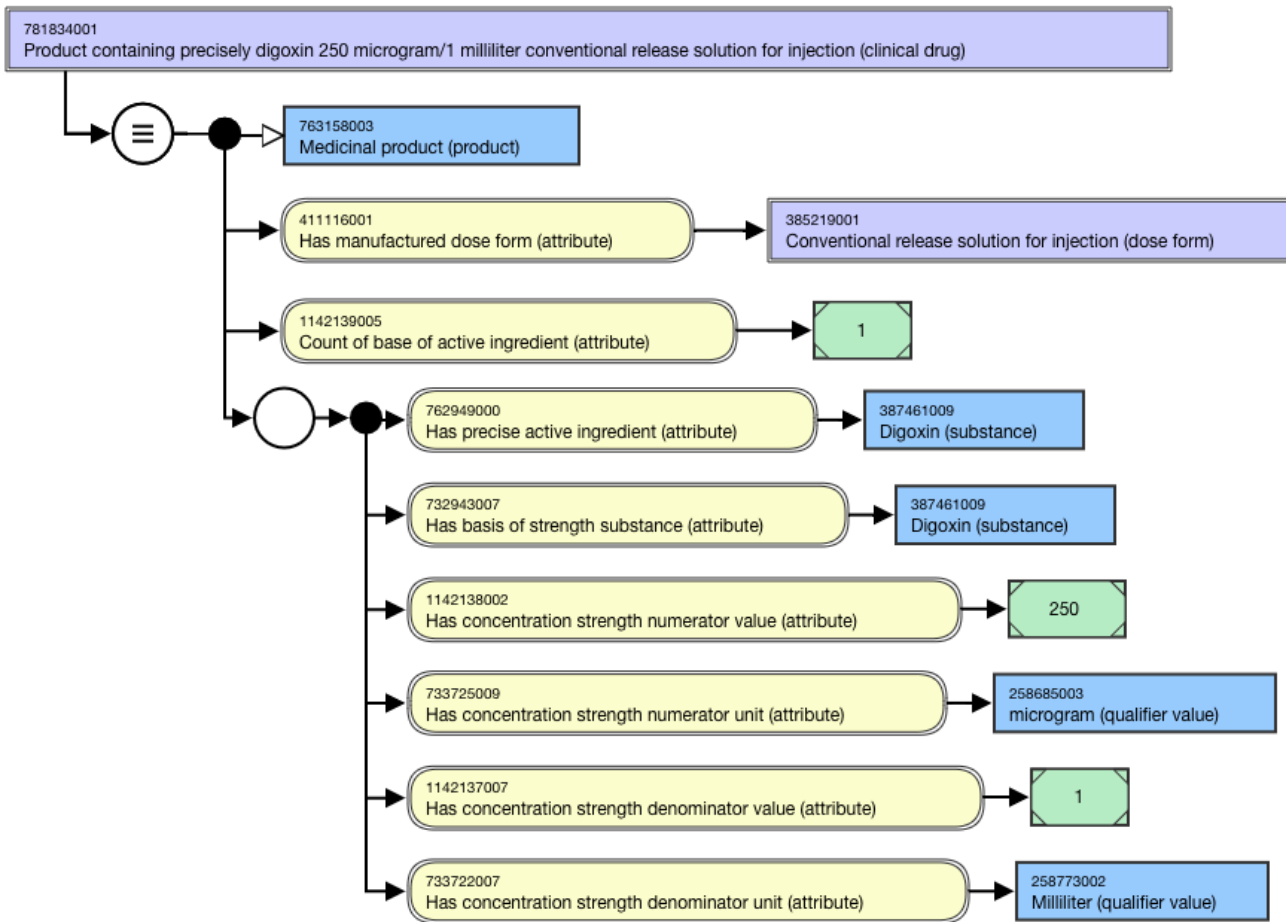 781834001
Product containing precisely digoxin 250 microgram/1 milliliter conventional release solution for injection (clinical drug)
763158003
Medicinal product (product)
411116001
Has manufactured dose form (attribute)
385219001
Conventional release solution for injection (dose form)
1142139005
Count of base of active ingredient (attribute)
1
762949000
Has precise active ingredient (attribute)
387461009
Digoxin (substance)
732943007
Has basis of strength substance (attribute)
387461009
Digoxin (substance)
1142138002
Has concentration strength numerator value (attribute)
250
733725009
Has concentration strength numerator unit (attribute)
258685003
microgram (qualifier value)
1142137007
Has concentration strength denominator value (attribute)
1
733722007
Has concentration strength denominator unit (attribute)
258773002
Milliliter (qualifier value)